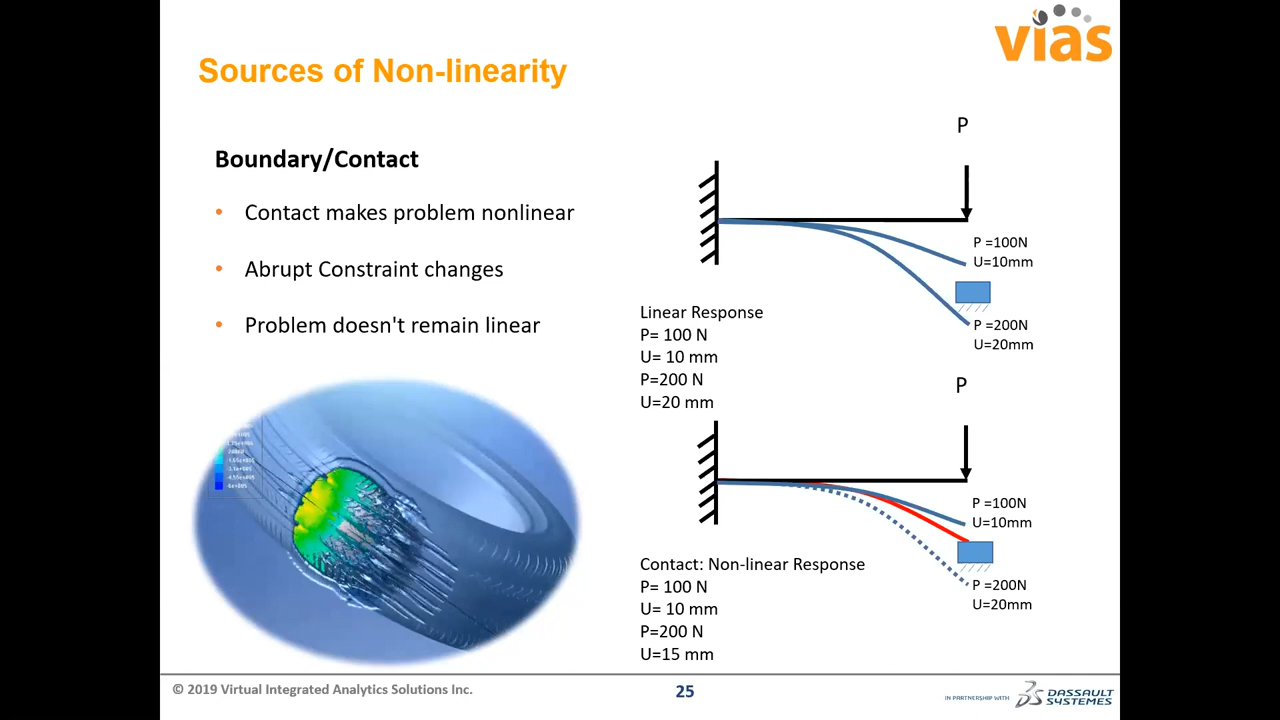 vias
Sources of Non-linearity
Boundary/Contact
• Contact makes problem nonlinear
• Abrupt Constraint changes
• Problem doesn't remain linear
P
P =100N
U=10mm
P =200N
U=20mm
Linear Response
P= 100 N
U= 10 mm
P=200 N
U=20 mm
P
P =100N
U=10mm
P =200N
U=20mm
Contact: Non-linear Response
P= 100 N
U= 10 mm
P=200 N
U=15 mm
© 2019 Virtual Integrated Analytics Solutions Inc.
25
IN PARTNERSHIP WITH
DASSAULT
SYSTEMES